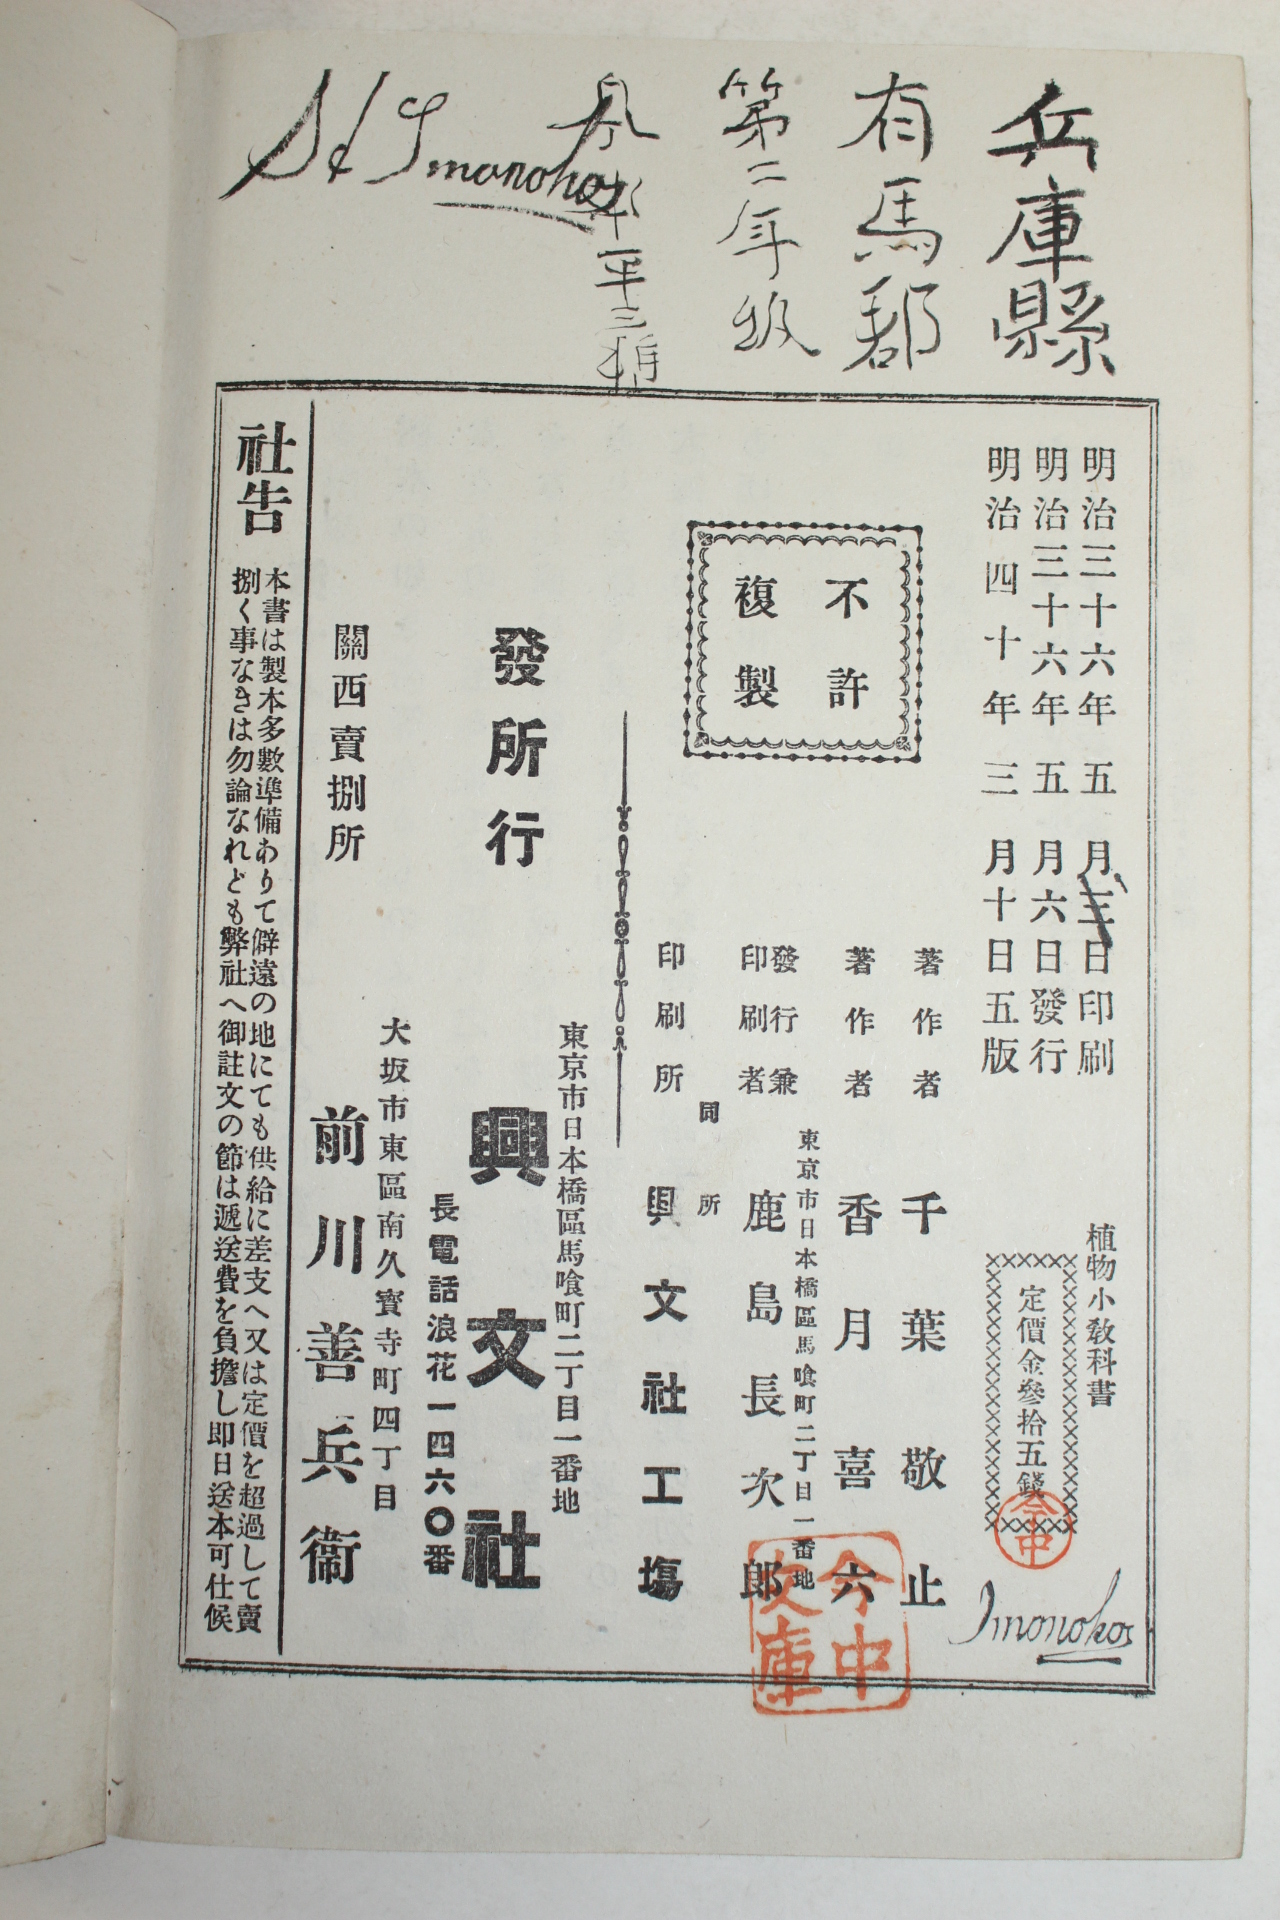 兵庫縣
有馬郡
第二年級
Imonokos
明治三十六年五月三日印刷
明治三十六年五月六日發行
明治四十年三月十日五版
植物小教科書
定價金參拾五錢
今中
Imonokos
不許
複製
著作者 千葉敬止
著作者 香月喜六
東京市日本橋區馬喰町二丁目一番地
發行兼
印刷者 鹿島長次郎
同所
印刷所 興文社工塲
今中
文庫
東京市日本橋區馬喰町二丁目一番地
發行所 興文社
長電話浪花一四六〇番
大坂市東區南久寳寺町四丁目
關西賣捌所 前川善兵衞
社告
本書は製本多數準備ありて僻遠の地にても供給に差支へ又は定價を超過して賣
捌く事なきは勿論なれども弊社へ御註文の節は遞送費を負擔し即日送本可仕候